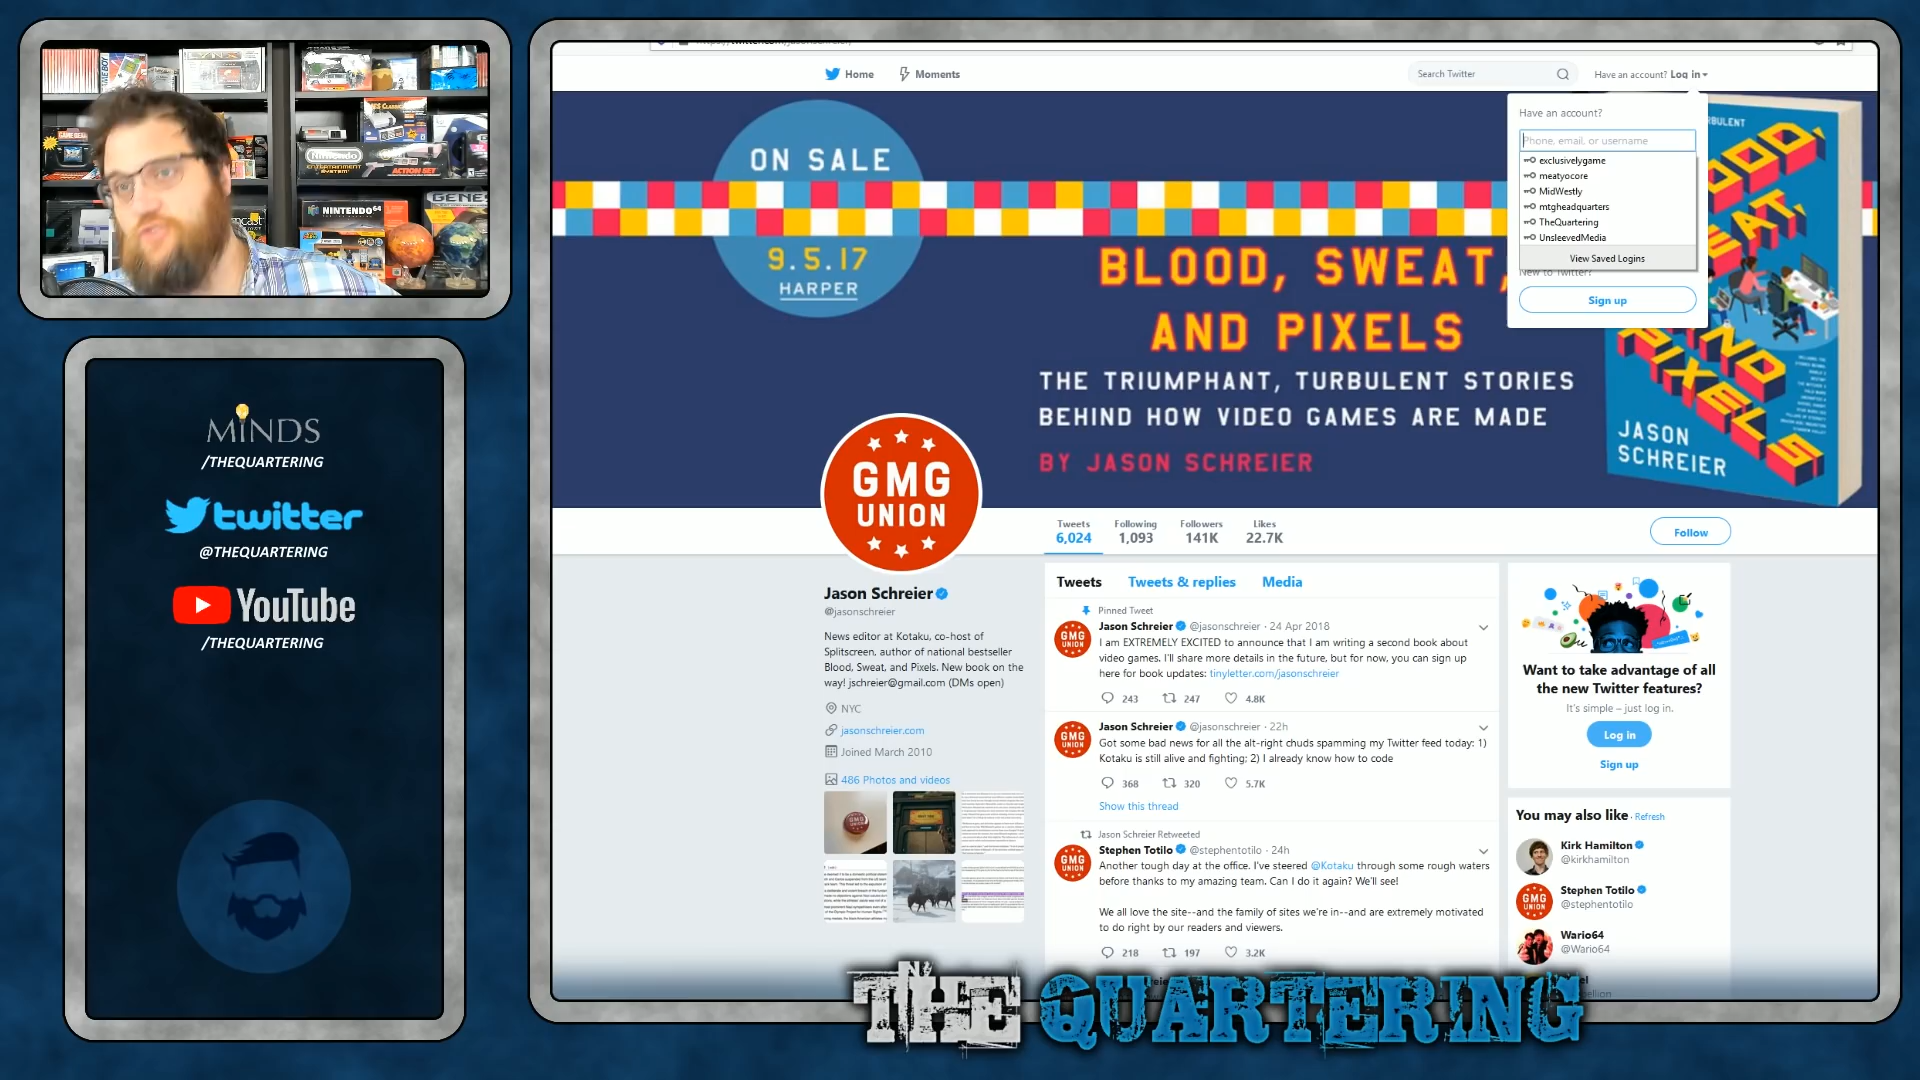 MINDS
/THEQUARTERING
twitter
@THEQUARTERING
YouTube
/THEQUARTERING
Home
Moments
Search Twitter
Have an account? Log in
Have an account?
Phone, email, or username
exclusivelygame
meatyocore
MidWestly
mtgheadquarters
TheQuartering
UnsleevedMedia
View Saved Logins
New to Twitter?
Sign up
ON SALE
9.5.17
HARPER
BLOOD, SWEAT,
AND PIXELS
THE TRIUMPHANT, TURBULENT STORIES
BEHIND HOW VIDEO GAMES ARE MADE
BY JASON SCHREIER
JASON
SCHREIER
GMG
UNION
Tweets
6,024
Following
1,093
Followers
141K
Likes
22.7K
Follow
Jason Schreier
@jasonschreier
News editor at Kotaku, co-host of
Splitscreen, author of national bestseller
Blood, Sweat, and Pixels. New book on the
way! jschreier@gmail.com (DMs open)
NYC
jasonschreier.com
Joined March 2010
486 Photos and videos
Tweets
Tweets & replies
Media
Pinned Tweet
Jason Schreier @jasonschreier · 24 Apr 2018
I am EXTREMELY EXCITED to announce that I am writing a second book about
video games. I'll share more details in the future, but for now, you can sign up
here for book updates: tinyletter.com/jasonschreier
243 247 4.8K
Jason Schreier @jasonschreier · 22h
Got some bad news for all the alt-right chuds spamming my Twitter feed today: 1)
Kotaku is still alive and fighting; 2) I already know how to code
368 320 5.7K
Show this thread
Jason Schreier Retweeted
Stephen Totilo @stephentotilo · 24h
Another tough day at the office. I've steered @Kotaku through some rough waters
before thanks to my amazing team. Can I do it again? We'll see!
We all love the site--and the family of sites we're in--and are extremely motivated
to do right by our readers and viewers.
218 197 3.2K
Want to take advantage of all
the new Twitter features?
It's simple – just log in.
Log in
Sign up
You may also like · Refresh
Kirk Hamilton
@kirkhamilton
Stephen Totilo
@stephentotilo
Wario64
@Wario64
THE QUARTERING
Nintendo
ENTERTAINMENT
SYSTEM
ACTION SET
NINTENDO 64
GENES
GAME BOY
GAME GEAR
LYNX